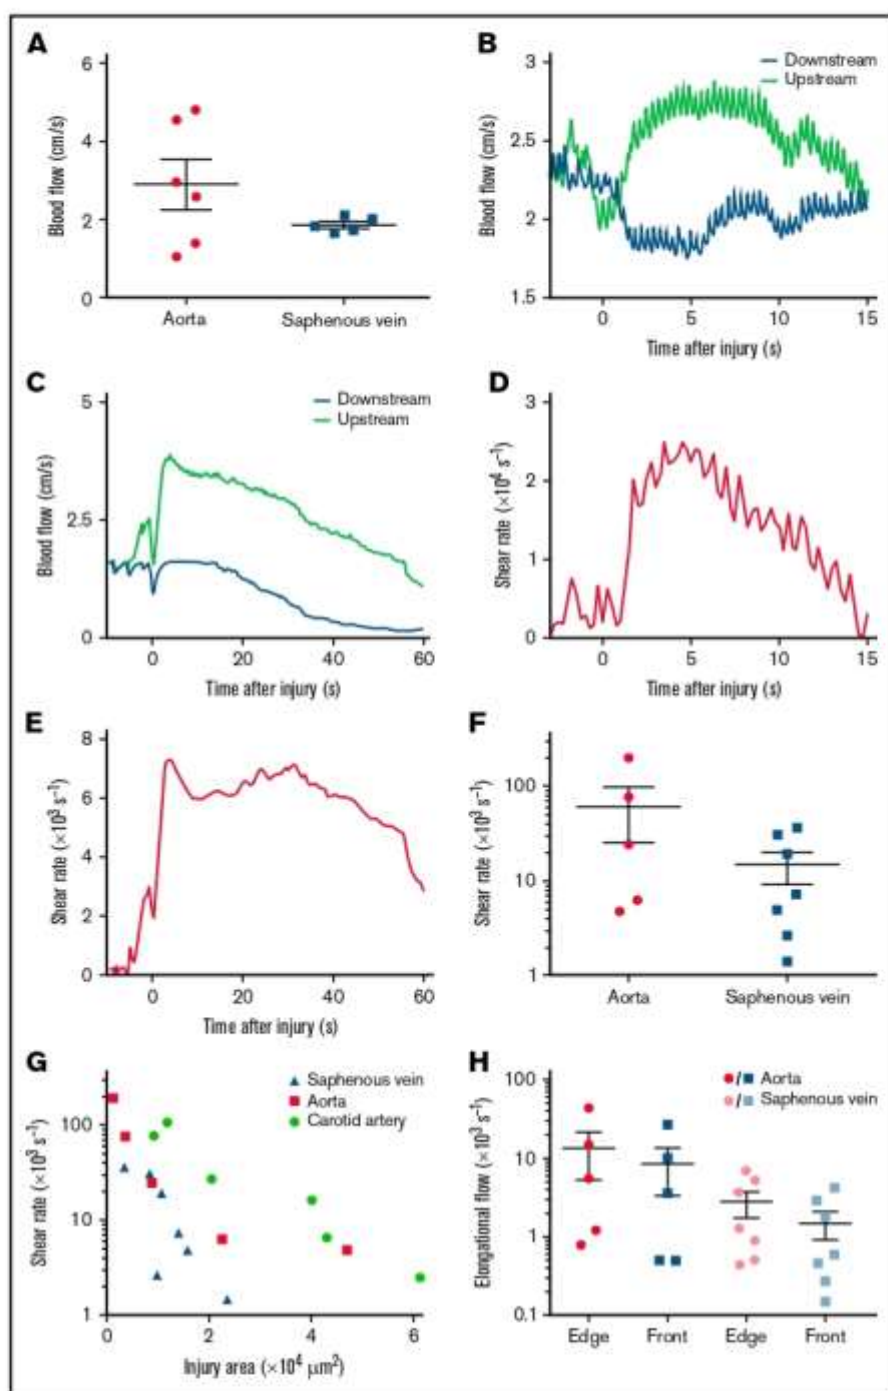 A
Blood flow (cm/s)
6
4
2
0
Aorta
Saphenous vein
B
Downstream
Upstream
Blood flow (cm/s)
3
2.5
2
1.5
0
5
10
15
Time after injury (s)
C
Downstream
Upstream
Blood flow (cm/s)
5
2.5
0
0
20
40
60
Time after injury (s)
D
Shear rate (×10⁴ s⁻¹)
3
2
1
0
0
5
10
15
Time after injury (s)
E
Shear rate (×10³ s⁻¹)
8
6
4
2
0
0
20
40
60
Time after injury (s)
F
Shear rate (×10³ s⁻¹)
100
10
1
Aorta
Saphenous vein
G
Saphenous vein
Aorta
Carotid artery
Shear rate (×10³ s⁻¹)
100
10
1
0
2
4
6
Injury area (×10⁴ μm²)
H
/ Aorta
/ Saphenous vein
Elongational flow (×10³ s⁻¹)
100
10
1
0.1
Edge
Front
Edge
Front